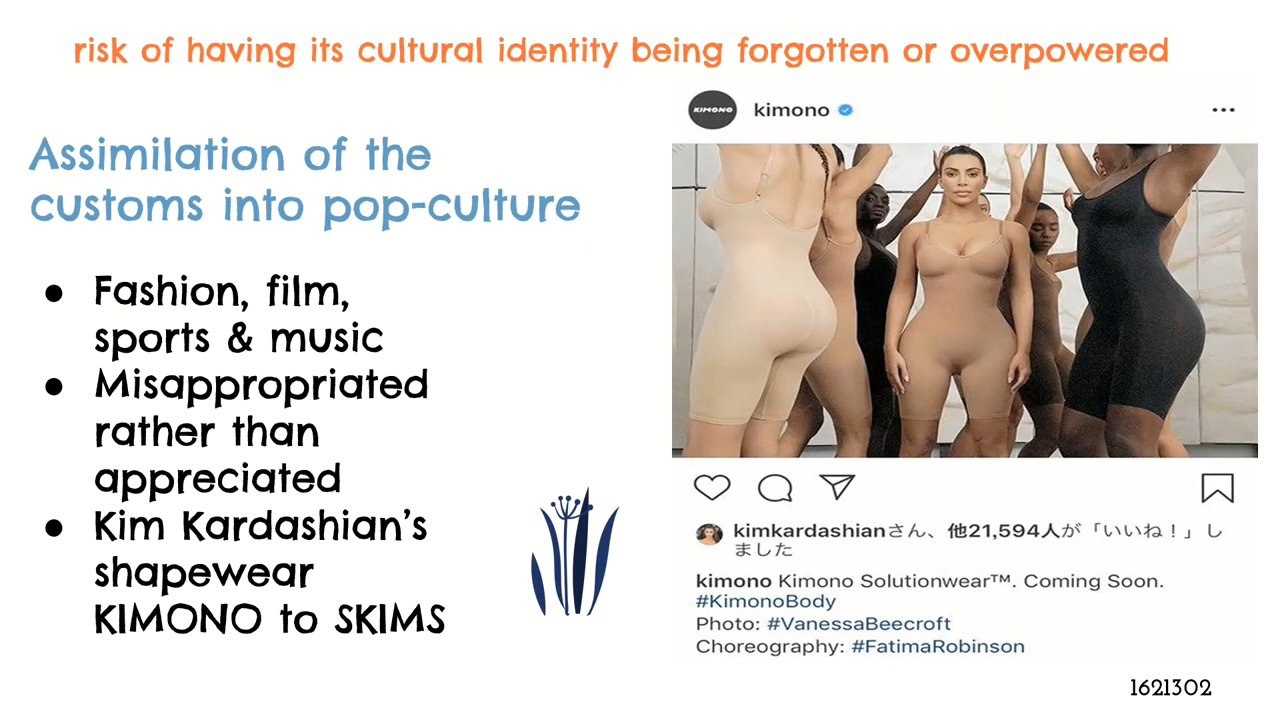 risk of having its cultural identity being forgotten or overpowered
Assimilation of the
customs into pop-culture
● Fashion, film,
sports & music
● Misappropriated
rather than
appreciated
● Kim Kardashian's
shapewear
KIMONO to SKIMS
KIMONO
kimono
kimkardashianさん、他21,594人が「いいね！」し
ました
kimono Kimono Solutionwear™. Coming Soon.
#KimonoBody
Photo: #VanessaBeecroft
Choreography: #FatimaRobinson
1621302